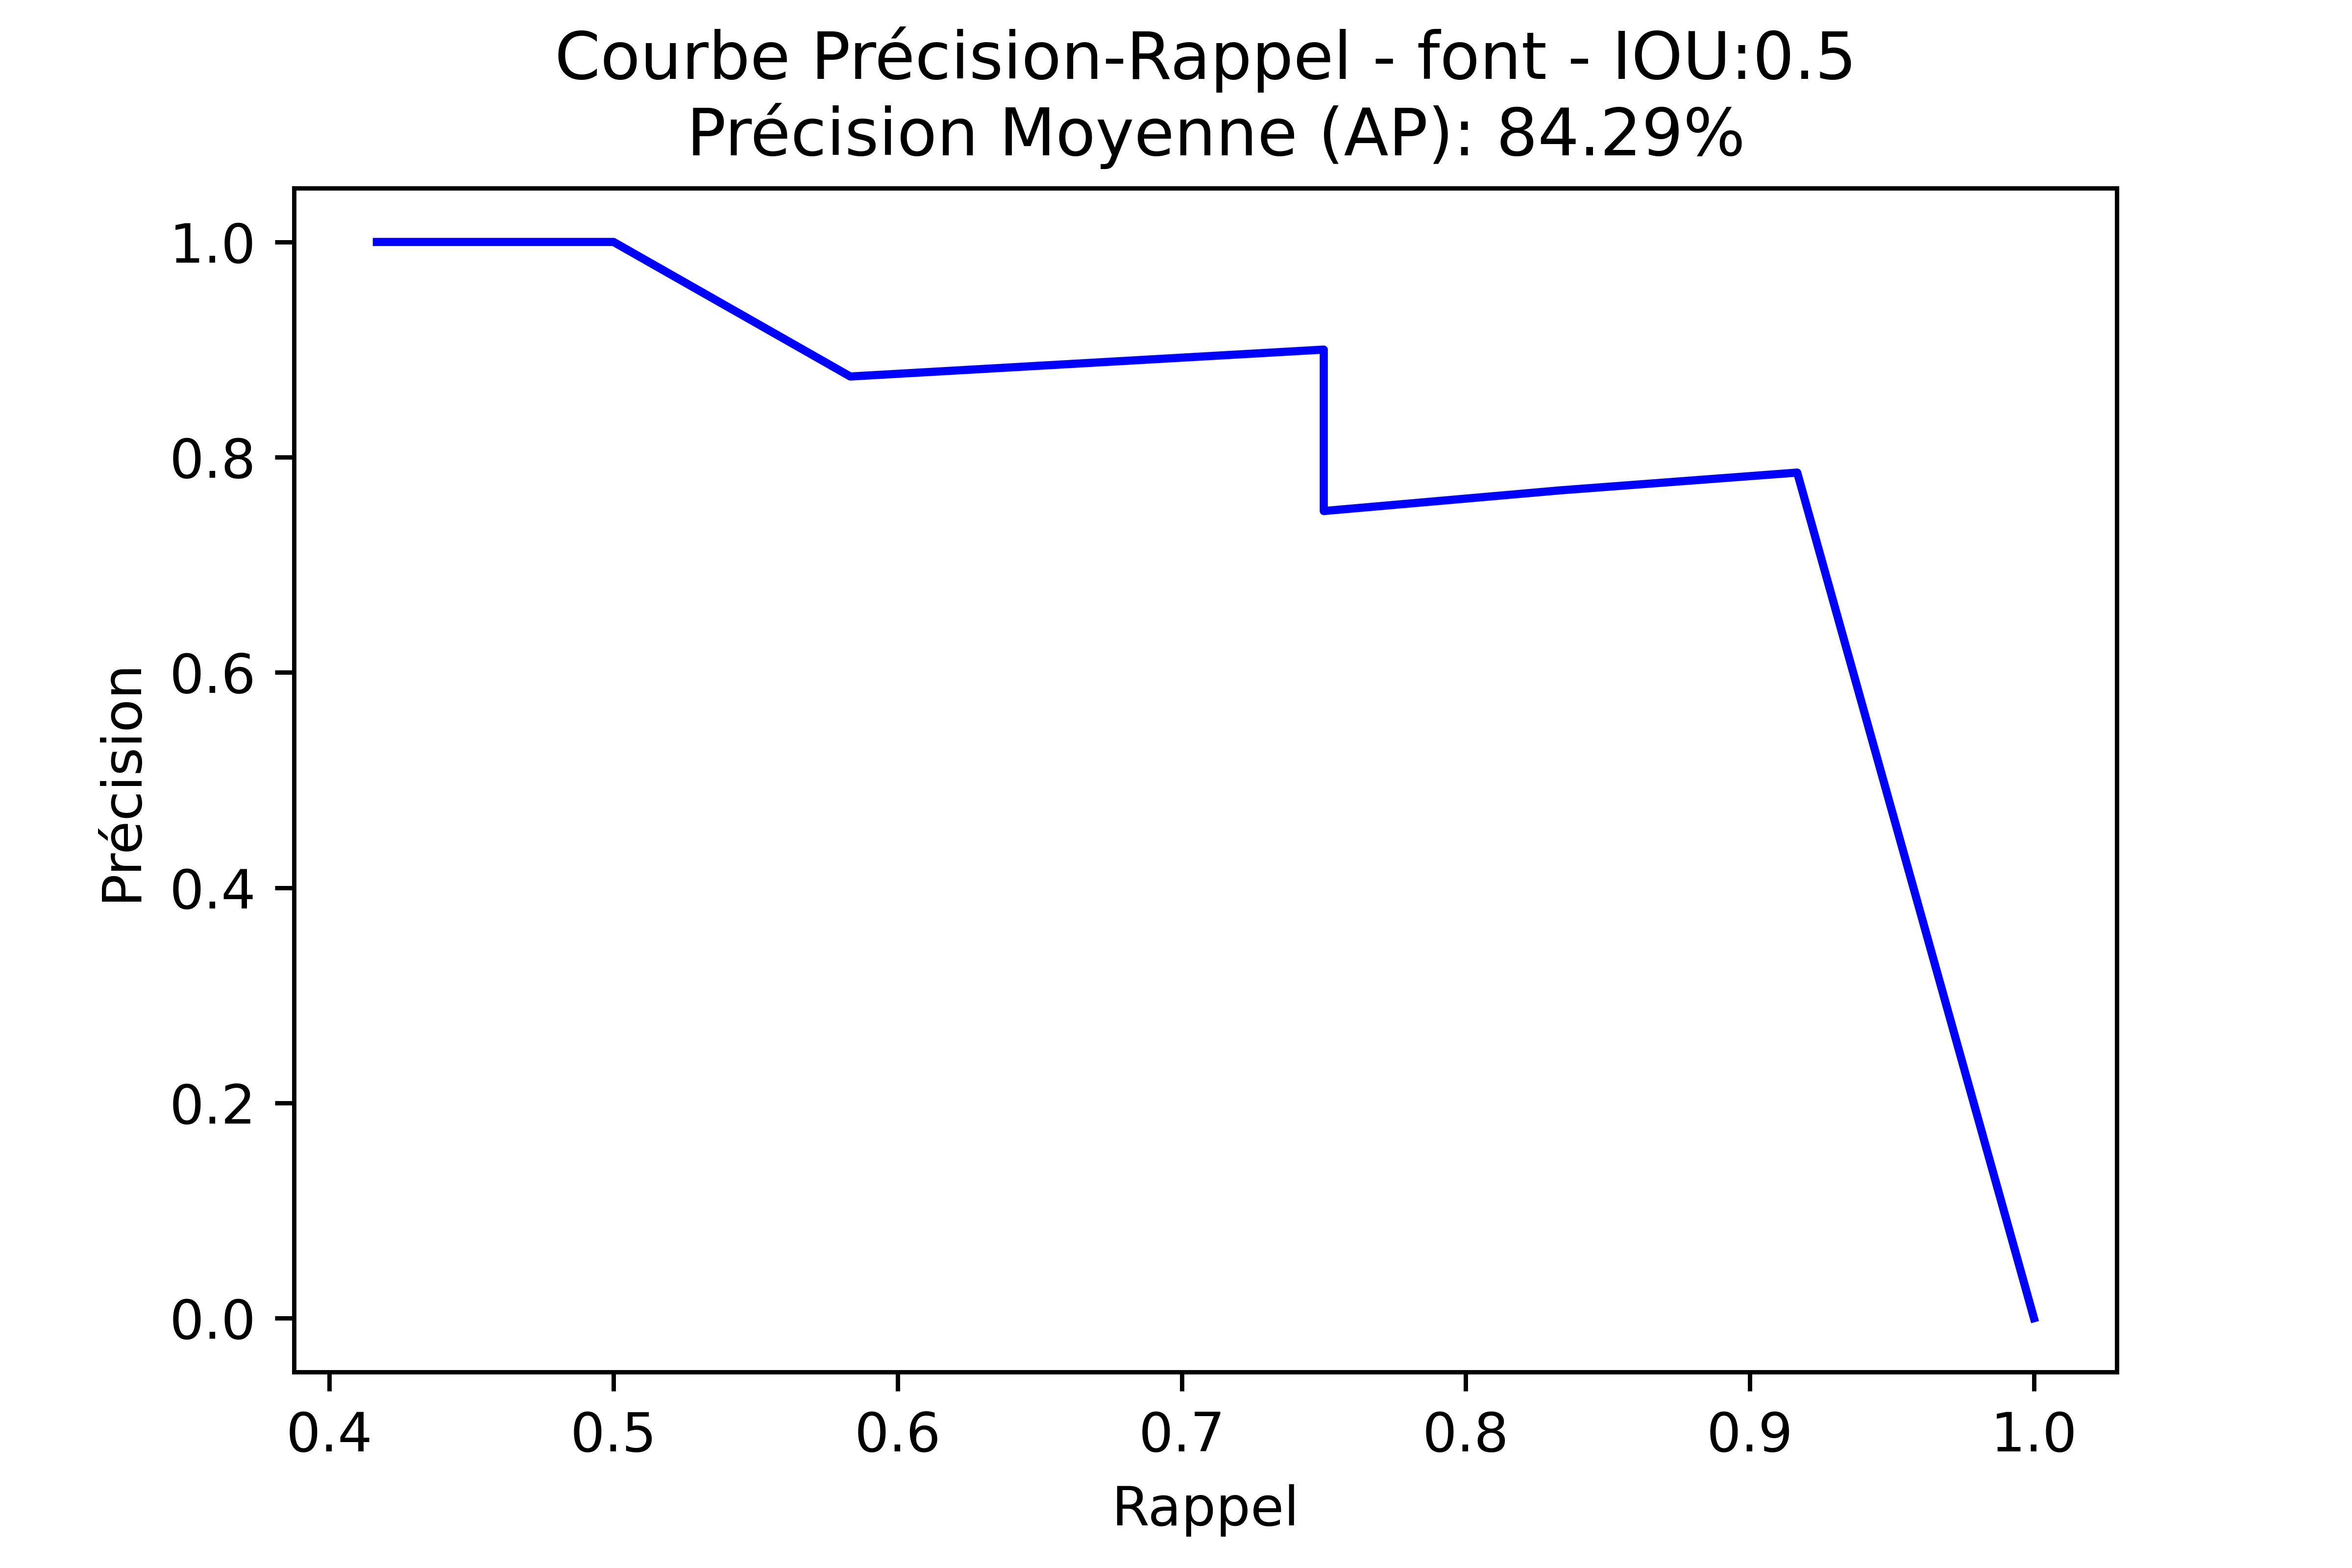 Courbe Précision-Rappel - font - IOU:0.5
Précision Moyenne (AP): 84.29%
1.0
0.8
0.6
0.4
0.2
0.0
Précision
0.4 0.5 0.6 0.7 0.8 0.9 1.0
Rappel